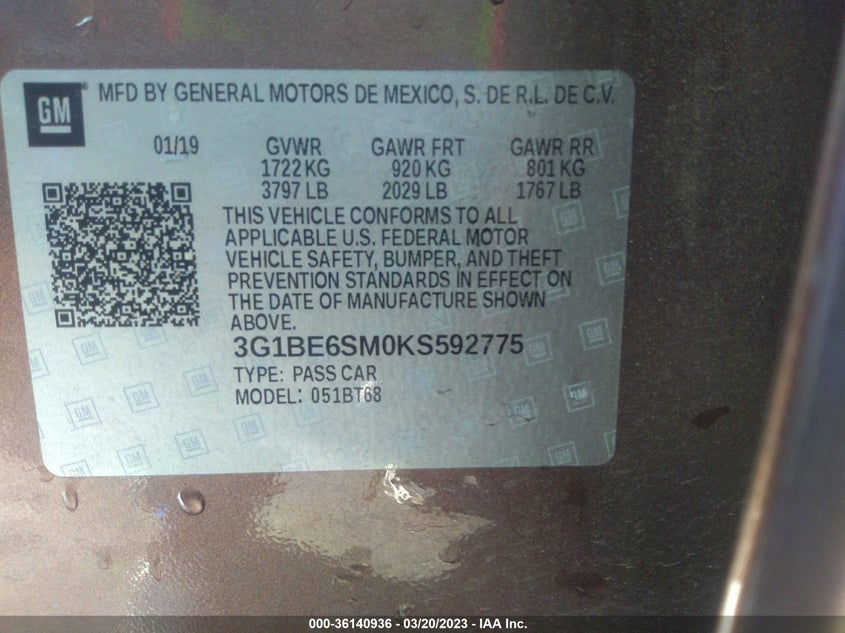 GM
MFD BY GENERAL MOTORS DE MEXICO, S. DE R.L. DE C.V.
01/19 GVWR GAWR FRT GAWR RR
1722 KG 920 KG 801 KG
3797 LB 2029 LB 1767 LB
THIS VEHICLE CONFORMS TO ALL
APPLICABLE U.S. FEDERAL MOTOR
VEHICLE SAFETY, BUMPER, AND THEFT
PREVENTION STANDARDS IN EFFECT ON
THE DATE OF MANUFACTURE SHOWN
ABOVE.
3G1BE6SM0KS592775
TYPE: PASS CAR
MODEL: 051BT68
000-36140936 - 03/20/2023 - IAA Inc.